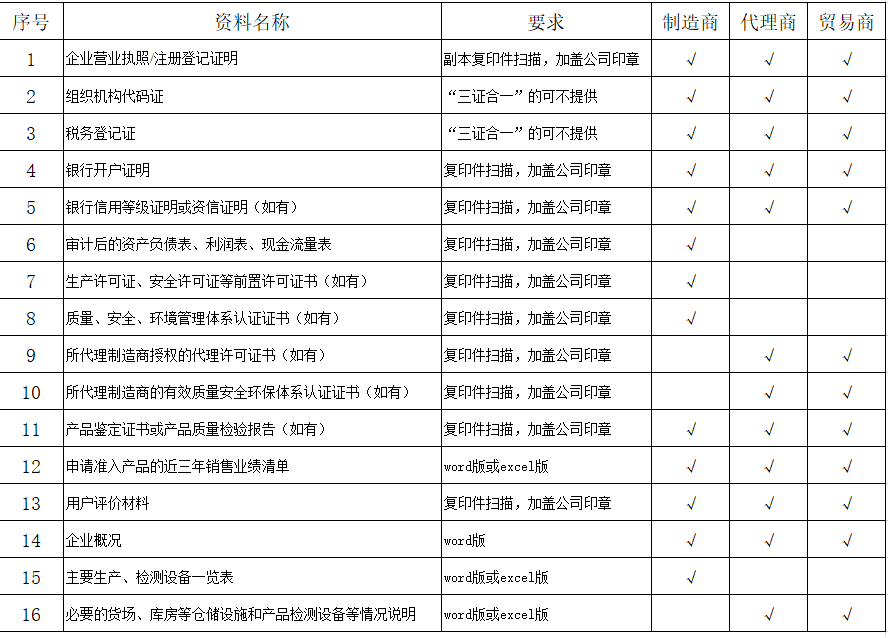 序号 资料名称 要求 制造商 代理商 贸易商
1 企业营业执照/注册登记证明 副本复印件扫描，加盖公司印章 √ √ √
2 组织机构代码证 “三证合一”的可不提供 √ √ √
3 税务登记证 “三证合一”的可不提供 √ √ √
4 银行开户证明 复印件扫描，加盖公司印章 √ √ √
5 银行信用等级证明或资信证明（如有） 复印件扫描，加盖公司印章 √ √ √
6 审计后的资产负债表、利润表、现金流量表 复印件扫描，加盖公司印章 √
7 生产许可证、安全许可证等前置许可证书（如有） 复印件扫描，加盖公司印章 √
8 质量、安全、环境管理体系认证证书（如有） 复印件扫描，加盖公司印章 √
9 所代理制造商授权的代理许可证书（如有） 复印件扫描，加盖公司印章 √ √
10 所代理制造商的有效质量安全环保体系认证证书（如有） 复印件扫描，加盖公司印章 √ √
11 产品鉴定证书或产品质量检验报告（如有） 复印件扫描，加盖公司印章 √ √ √
12 申请准入产品的近三年销售业绩清单 word版或excel版 √ √ √
13 用户评价材料 复印件扫描，加盖公司印章 √ √ √
14 企业概况 word版 √ √ √
15 主要生产、检测设备一览表 word版或excel版 √
16 必要的货场、库房等仓储设施和产品检测设备等情况说明 word版或excel版 √ √